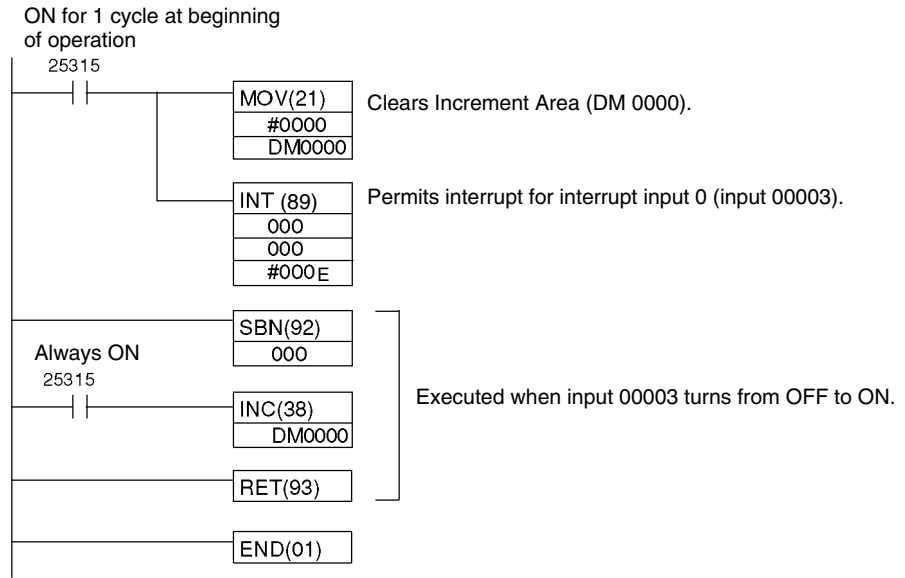 ON for 1 cycle at beginning
of operation
25315
MOV(21)
#0000
DM0000
Clears Increment Area (DM 0000).
INT (89)
000
000
#000E
Permits interrupt for interrupt input 0 (input 00003).
SBN(92)
000
Always ON
25315
INC(38)
DM0000
Executed when input 00003 turns from OFF to ON.
RET(93)
END(01)